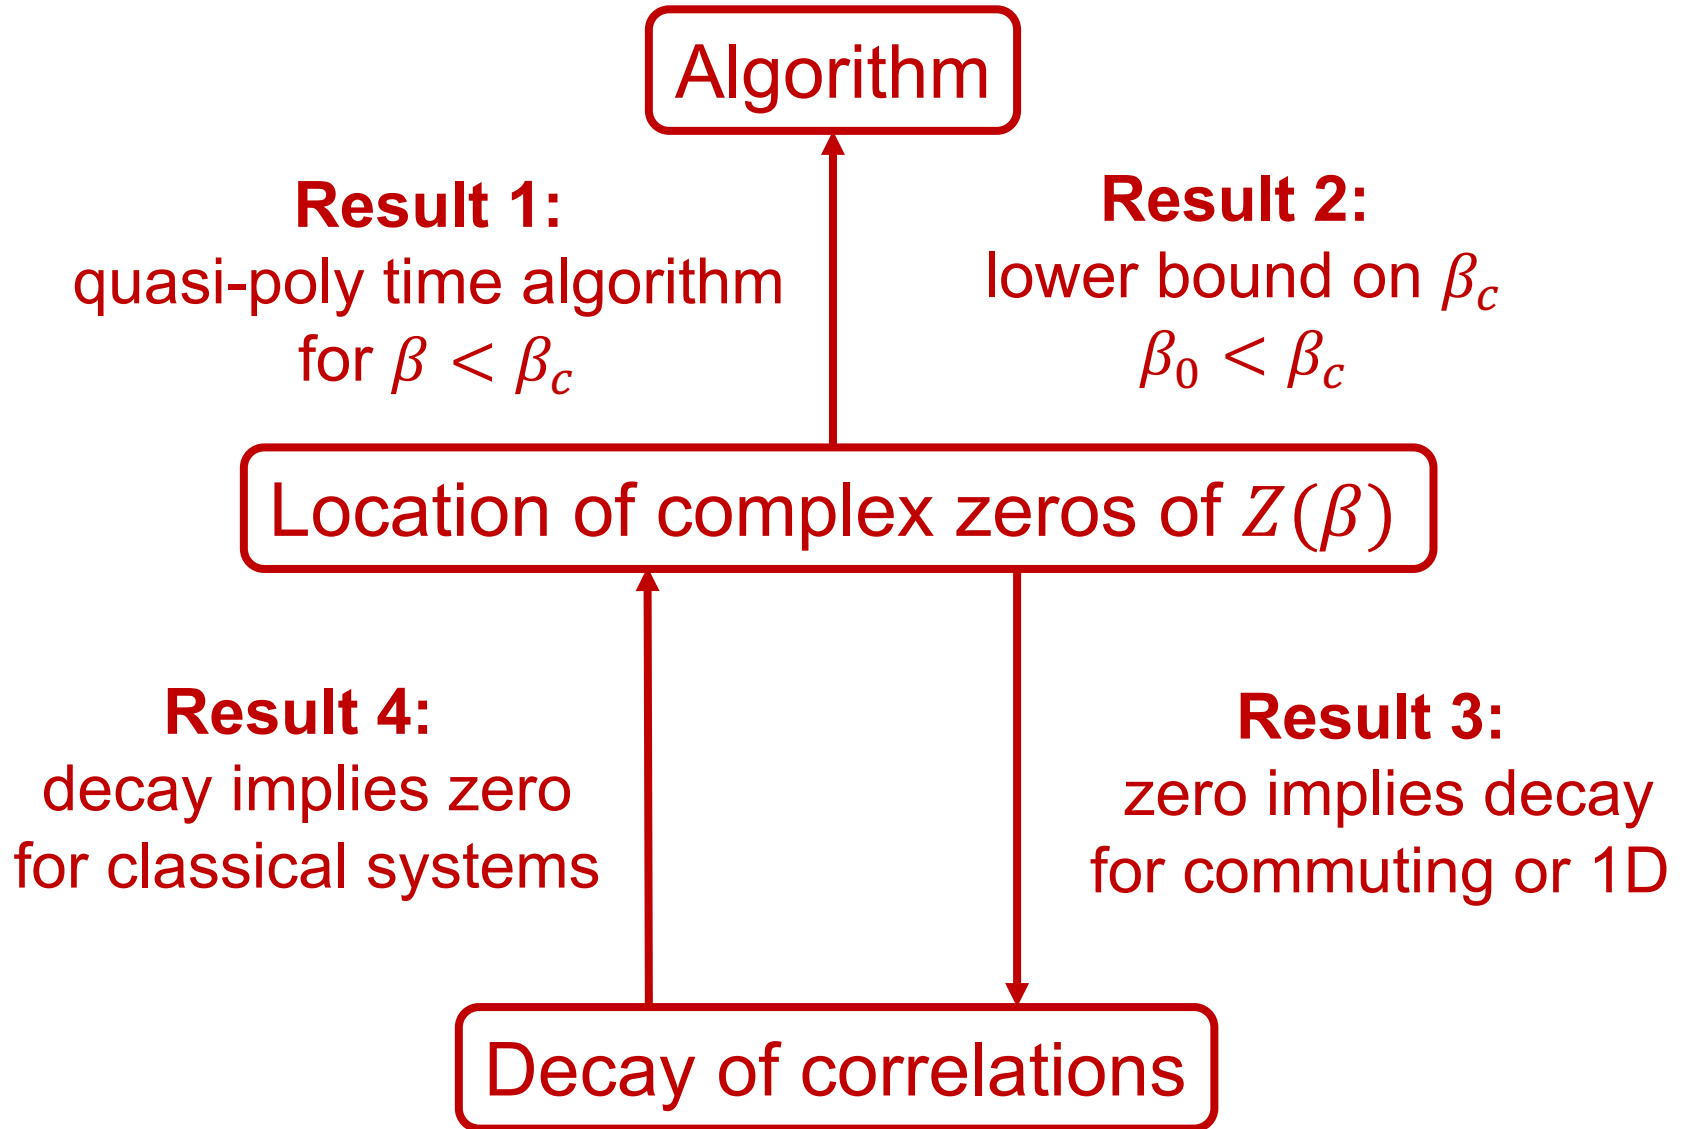 Algorithm
Result 1:
quasi-poly time algorithm
for β < β_c
Result 2:
lower bound on β_c
β_0 < β_c
Location of complex zeros of Z(β)
Result 4:
decay implies zero
for classical systems
Result 3:
zero implies decay
for commuting or 1D
Decay of correlations